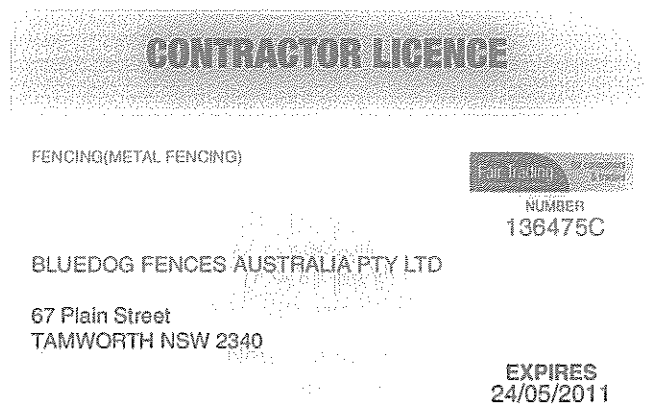 CONTRACTOR LICENCE
FENCING(METAL FENCING)
Fair Trading
NUMBER
136475C
BLUEDOG FENCES AUSTRALIA PTY LTD
67 Plain Street
TAMWORTH NSW 2340
EXPIRES
24/05/2011